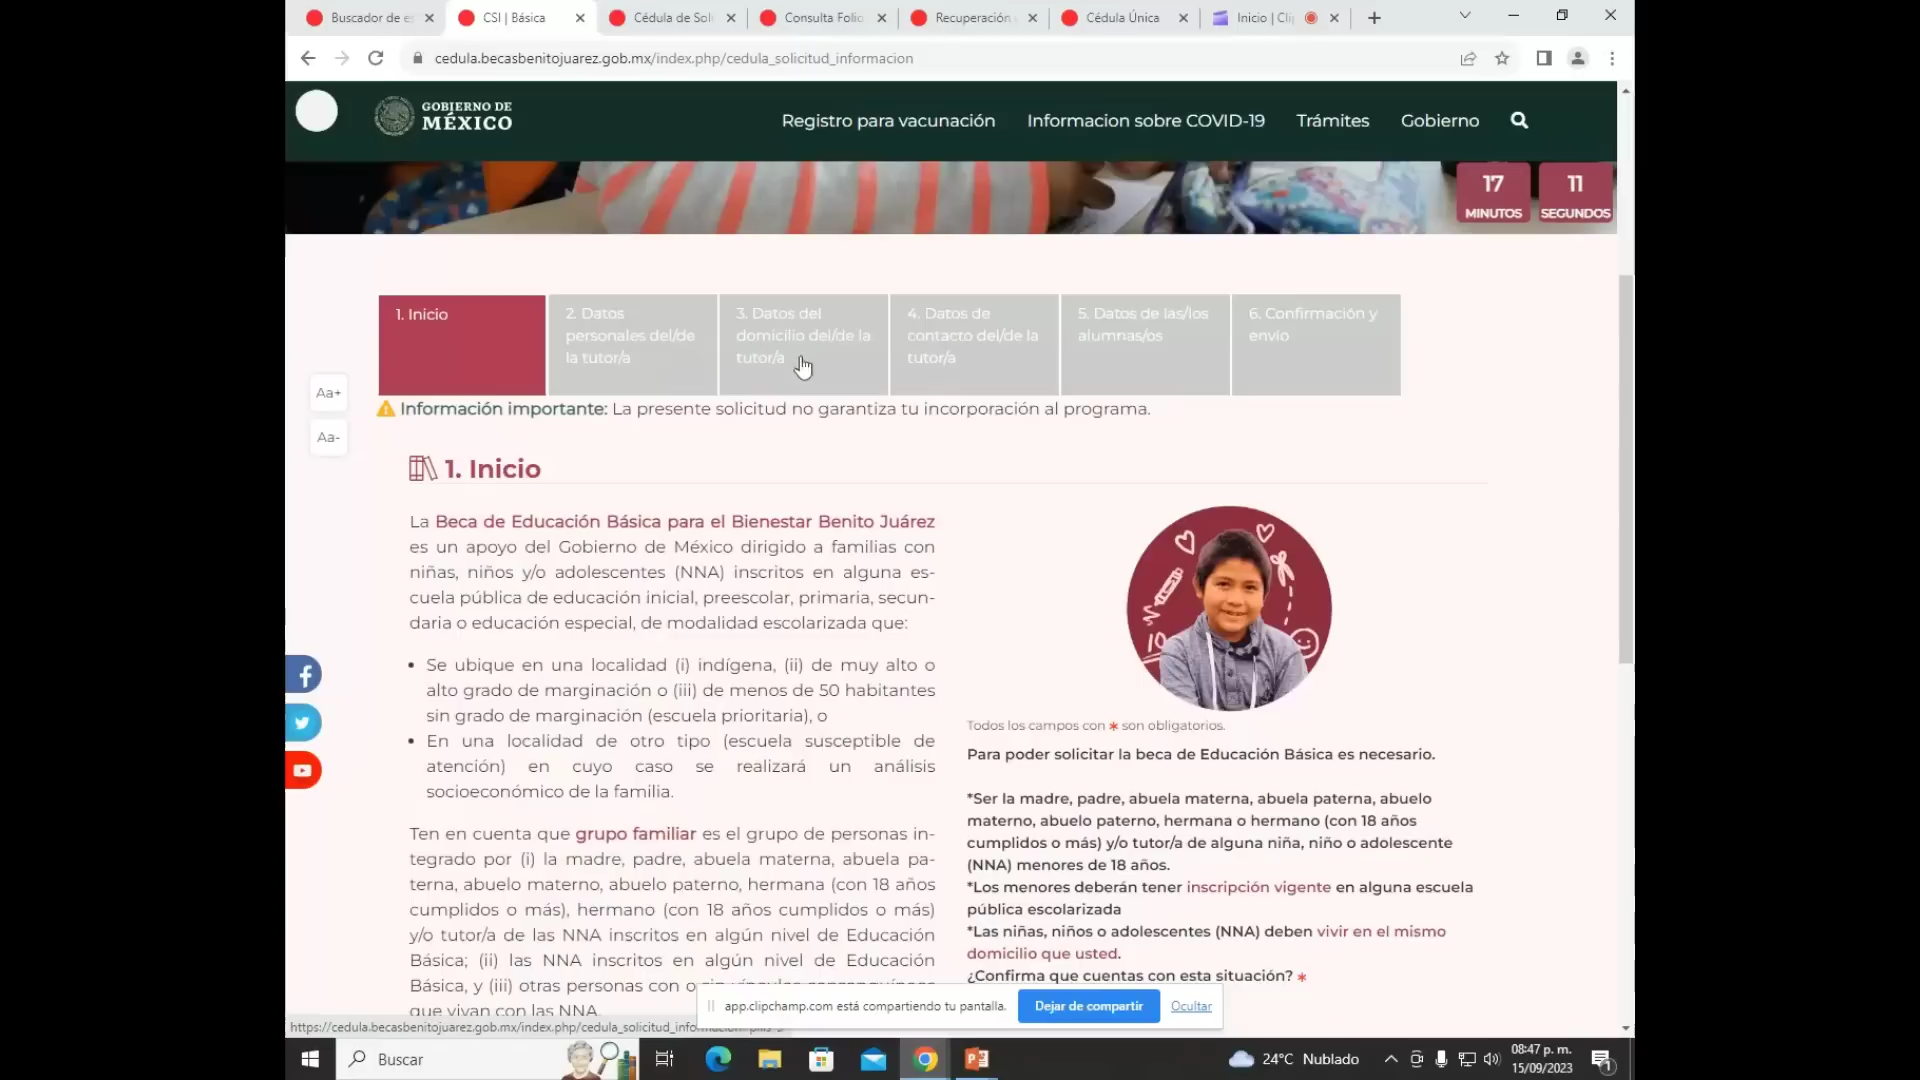 Buscador de e
CSI | Básica
Cédula de Soli
Consulta Folio
Recuperación
Cédula Única
Inicio | Cli
cedula.becasbenitojuarez.gob.mx/index.php/cedula_solicitud_informacion
GOBIERNO DE
MÉXICO
Registro para vacunación
Informacion sobre COVID-19
Trámites
Gobierno
17
MINUTOS
11
SEGUNDOS
1. Inicio
2. Datos
personales del/de
la tutor/a
3. Datos del
domicilio del/de la
tutor/a
4. Datos de
contacto del/de la
tutor/a
5. Datos de las/los
alumnas/os
6. Confirmación y
envío
Aa+
Aa-
Información importante: La presente solicitud no garantiza tu incorporación al programa.
1. Inicio
La Beca de Educación Básica para el Bienestar Benito Juárez
es un apoyo del Gobierno de México dirigido a familias con
niñas, niños y/o adolescentes (NNA) inscritos en alguna es-
cuela pública de educación inicial, preescolar, primaria, secun-
daria o educación especial, de modalidad escolarizada que:
• Se ubique en una localidad (i) indígena, (ii) de muy alto o
alto grado de marginación o (iii) de menos de 50 habitantes
sin grado de marginación (escuela prioritaria), o
• En una localidad de otro tipo (escuela susceptible de
atención) en cuyo caso se realizará un análisis
socioeconómico de la familia.
Ten en cuenta que grupo familiar es el grupo de personas in-
tegrado por (i) la madre, padre, abuela materna, abuela pa-
terna, abuelo materno, abuelo paterno, hermana (con 18 años
cumplidos o más), hermano (con 18 años cumplidos o más)
y/o tutor/a de las NNA inscritos en algún nivel de Educación
Básica; (ii) las NNA inscritos en algún nivel de Educación
Básica, y (iii) otras personas con o
que vivan con las NNA.
Todos los campos con * son obligatorios.
Para poder solicitar la beca de Educación Básica es necesario.
*Ser la madre, padre, abuela materna, abuela paterna, abuelo
materno, abuelo paterno, hermana o hermano (con 18 años
cumplidos o más) y/o tutor/a de alguna niña, niño o adolescente
(NNA) menores de 18 años.
*Los menores deberán tener inscripción vigente en alguna escuela
pública escolarizada
*Las niñas, niños o adolescentes (NNA) deben vivir en el mismo
domicilio que usted.
¿Confirma que cuentas con esta situación? *
app.clipchamp.com está compartiendo tu pantalla.
Dejar de compartir
Ocultar
https://cedula.becasbenitojuarez.gob.mx/index.php/cedula_solicitud_informacion
Buscar
24°C Nublado
08:47 p. m.
15/09/2023
1